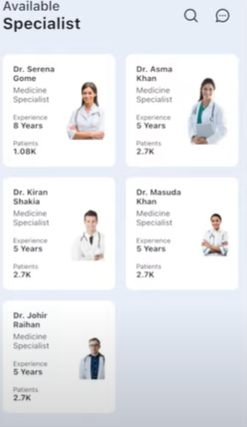 Available
Specialist
Dr. Serena
Gome
Medicine
Specialist
Experience
8 Years
Patients
1.08K
Dr. Asma
Khan
Medicine
Specialist
Experience
5 Years
Patients
2.7K
Dr. Kiran
Shakia
Medicine
Specialist
Experience
5 Years
Patients
2.7K
Dr. Masuda
Khan
Medicine
Specialist
Experience
5 Years
Patients
2.7K
Dr. Johir
Raihan
Medicine
Specialist
Experience
5 Years
Patients
2.7K